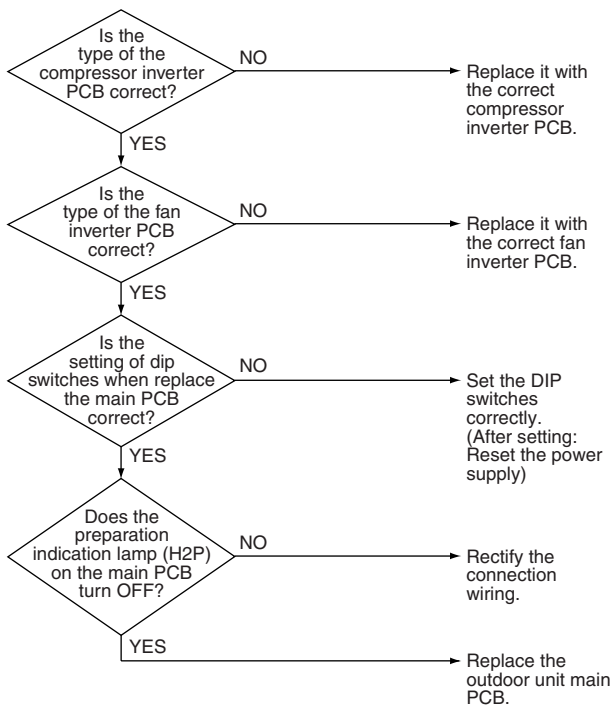 Is the
type of the
compressor inverter
PCB correct?
NO
Replace it with
the correct
compressor
inverter PCB.
YES
Is the
type of the fan
inverter PCB
correct?
NO
Replace it with
the correct fan
inverter PCB.
YES
Is the
setting of dip
switches when replace
the main PCB
correct?
NO
Set the DIP
switches
correctly.
(After setting:
Reset the power
supply)
YES
Does the
preparation
indication lamp (H2P)
on the main PCB
turn OFF?
NO
Rectify the
connection
wiring.
YES
Replace the
outdoor unit main
PCB.